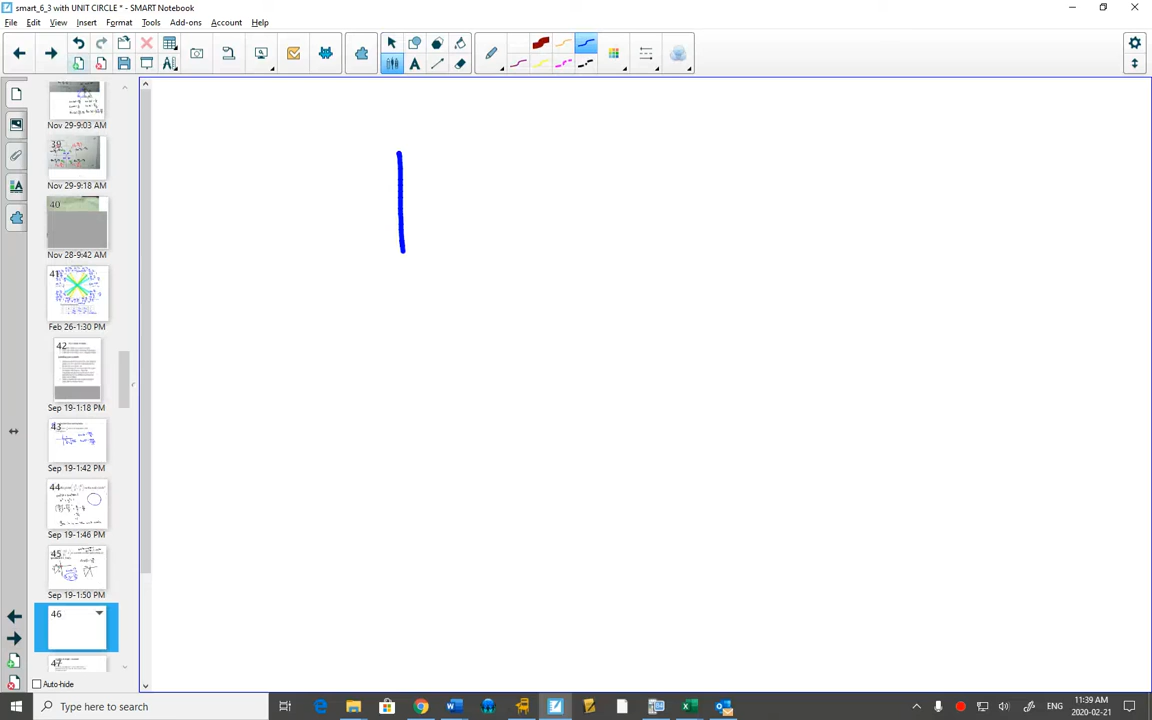 smart_6_3 with UNIT CIRCLE * - SMART Notebook
File Edit View Insert Format Tools Add-ons Account Help
Nov 29-9:03 AM
39
Nov 29-9:18 AM
40
Nov 28-9:42 AM
41
Feb 26-1:30 PM
42
Sep 19-1:18 PM
43
Sep 19-1:42 PM
44
Sep 19-1:46 PM
45
Sep 19-1:50 PM
46
47
Auto-hide
Type here to search
ENG
11:39 AM
2020-02-21